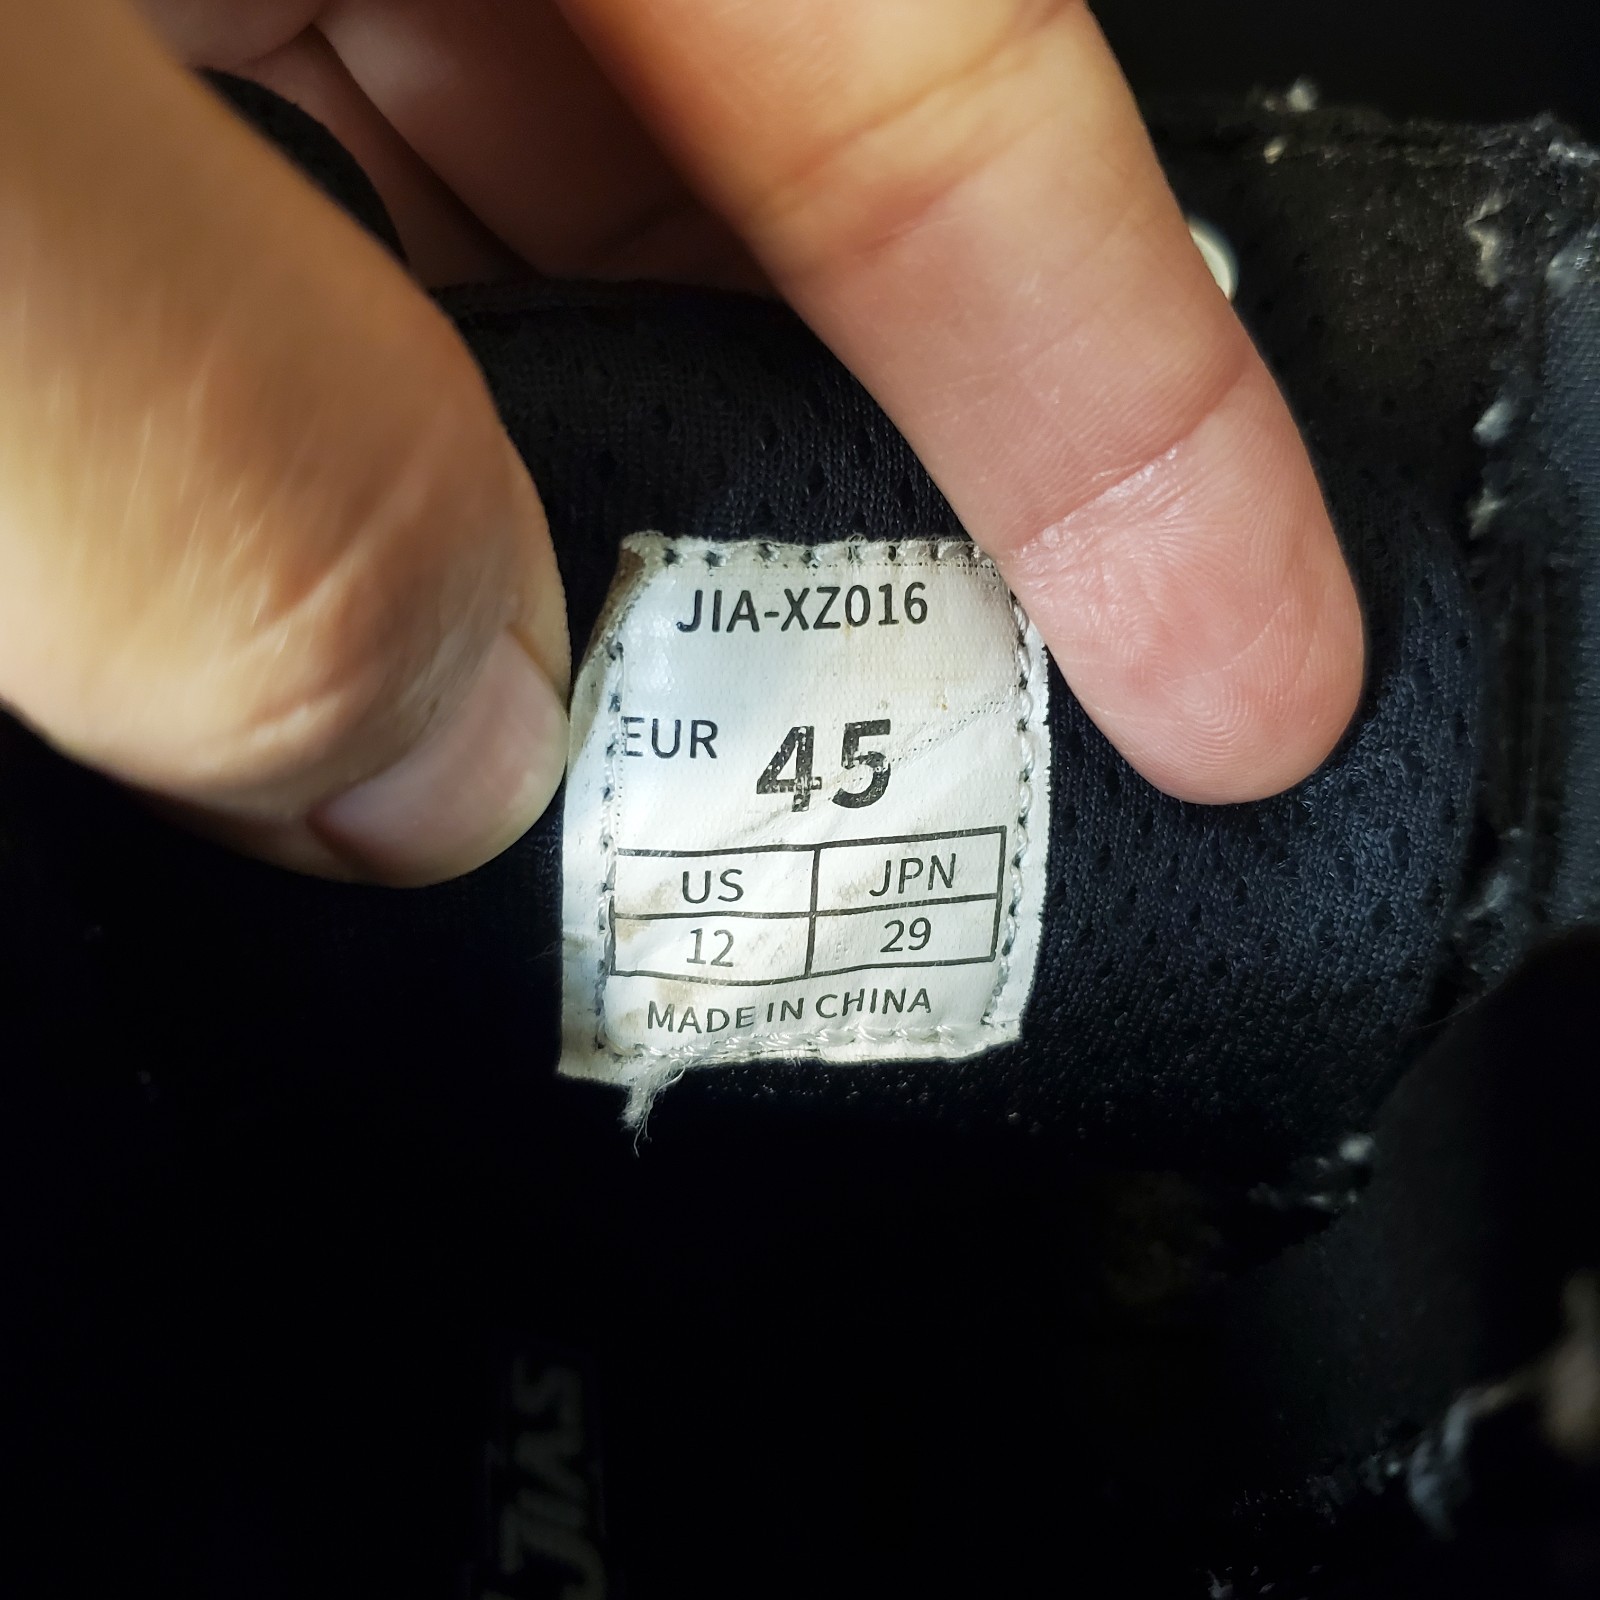 JIA-XZ016
EUR 45
US JPN
12 29
MADE IN CHINA